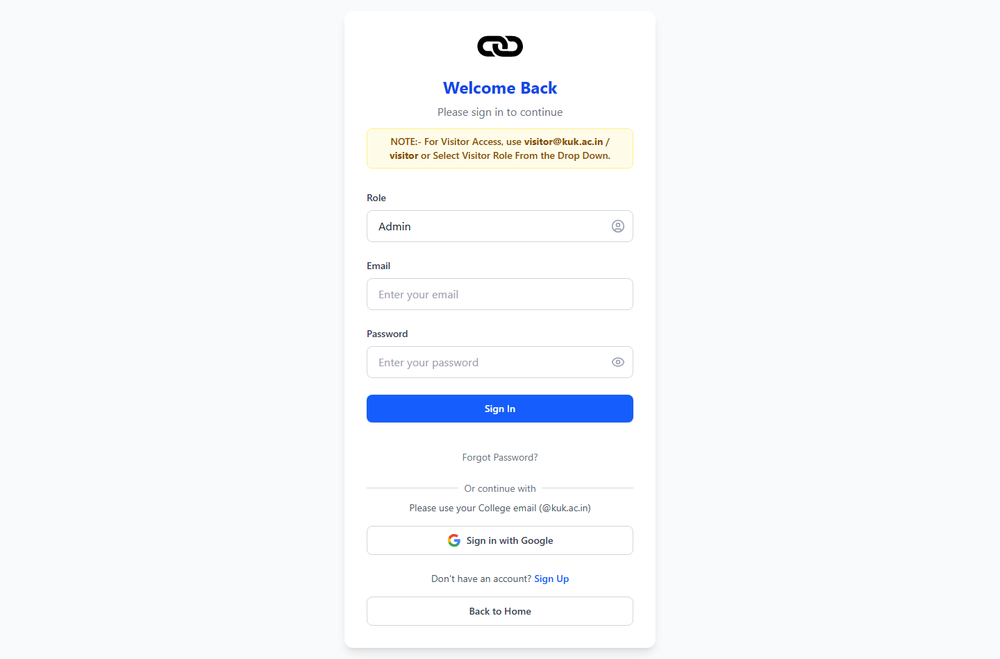 Welcome Back
Please sign in to continue
NOTE:- For Visitor Access, use visitor@kuk.ac.in /
visitor or Select Visitor Role From the Drop Down.
Role
Admin
Email
Enter your email
Password
Enter your password
Sign In
Forgot Password?
Or continue with
Please use your College email (@kuk.ac.in)
Sign in with Google
Don't have an account? Sign Up
Back to Home